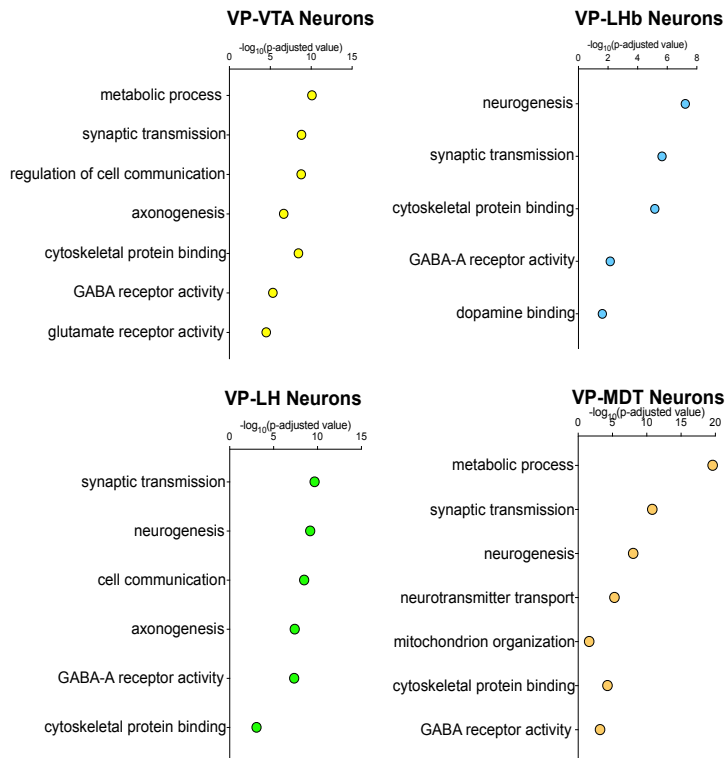 VP-VTA Neurons
-log10(p-adjusted value)
0 5 10 15
metabolic process
synaptic transmission
regulation of cell communication
axonogenesis
cytoskeletal protein binding
GABA receptor activity
glutamate receptor activity
VP-LHb Neurons
-log10(p-adjusted value)
0 2 4 6 8
neurogenesis
synaptic transmission
cytoskeletal protein binding
GABA-A receptor activity
dopamine binding
VP-LH Neurons
-log10(p-adjusted value)
0 5 10 15
synaptic transmission
neurogenesis
cell communication
axonogenesis
GABA-A receptor activity
cytoskeletal protein binding
VP-MDT Neurons
-log10(p-adjusted value)
0 5 10 15 20
metabolic process
synaptic transmission
neurogenesis
neurotransmitter transport
mitochondrion organization
cytoskeletal protein binding
GABA receptor activity